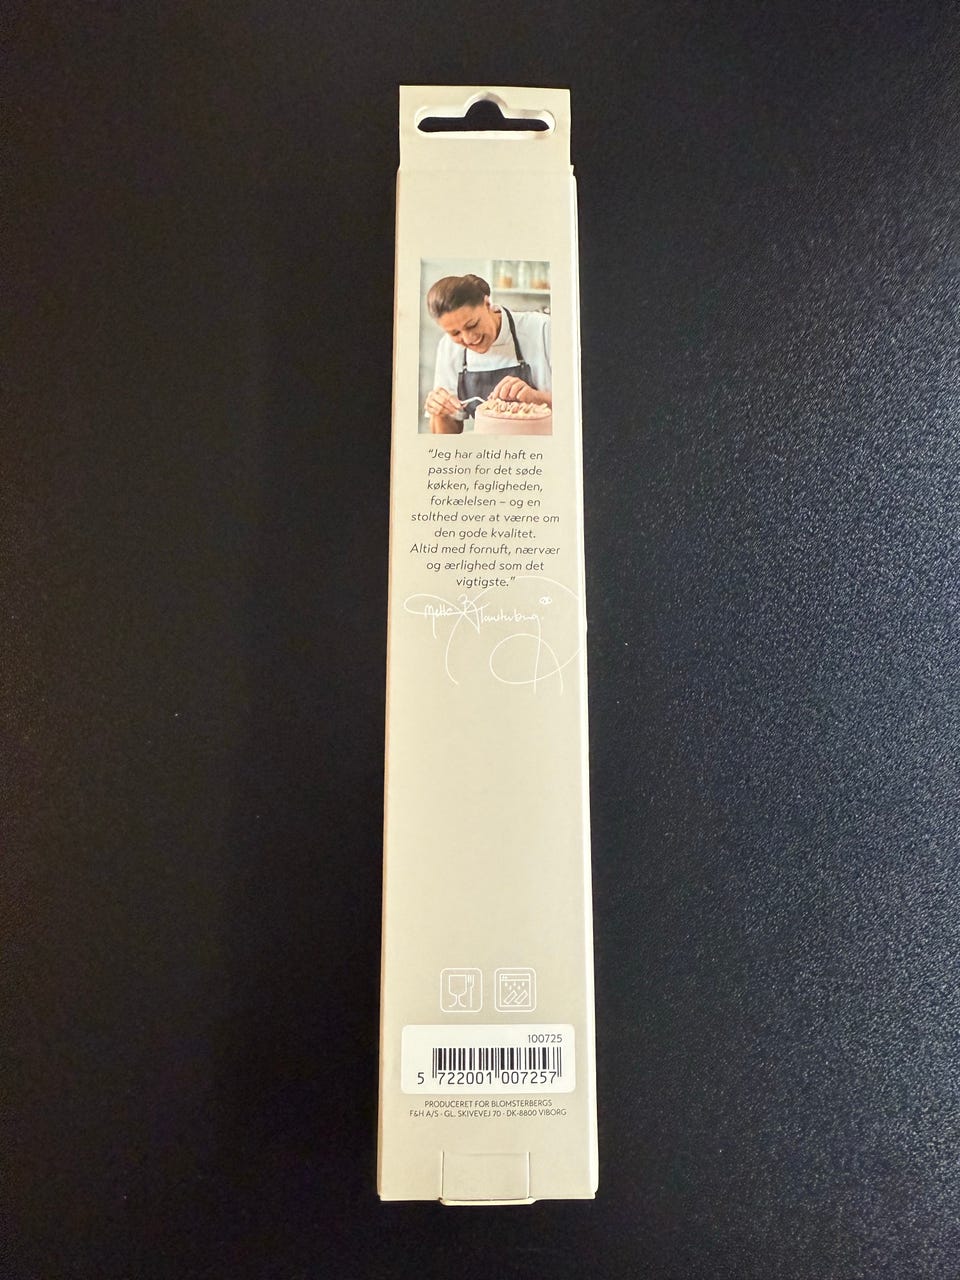 “Jeg har altid haft en
passion for det søde
køkken, fagligheden,
forkælelsen – og en
stolthed over at værne om
den gode kvalitet.
Altid med fornuft, nærvær
og ærlighed som det
vigtigste.”
Mette Blomsterberg
100725
5 722001 007257
PRODUCERET FOR BLOMSTERBERGS
F&H A/S · GL. SKIVEVEJ 70 · DK-8800 VIBORG